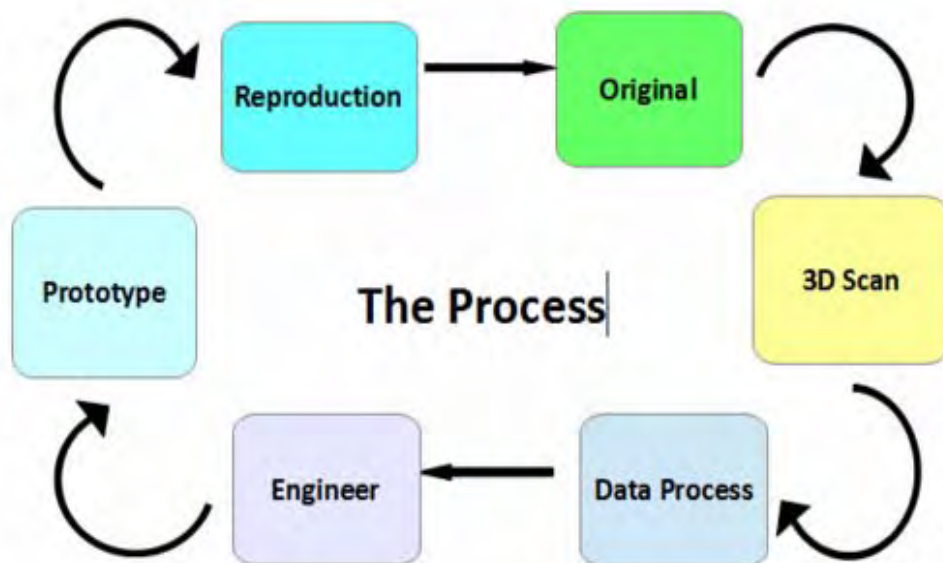 Reproduction
Original
Prototype
The Process
3D Scan
Engineer
Data Process